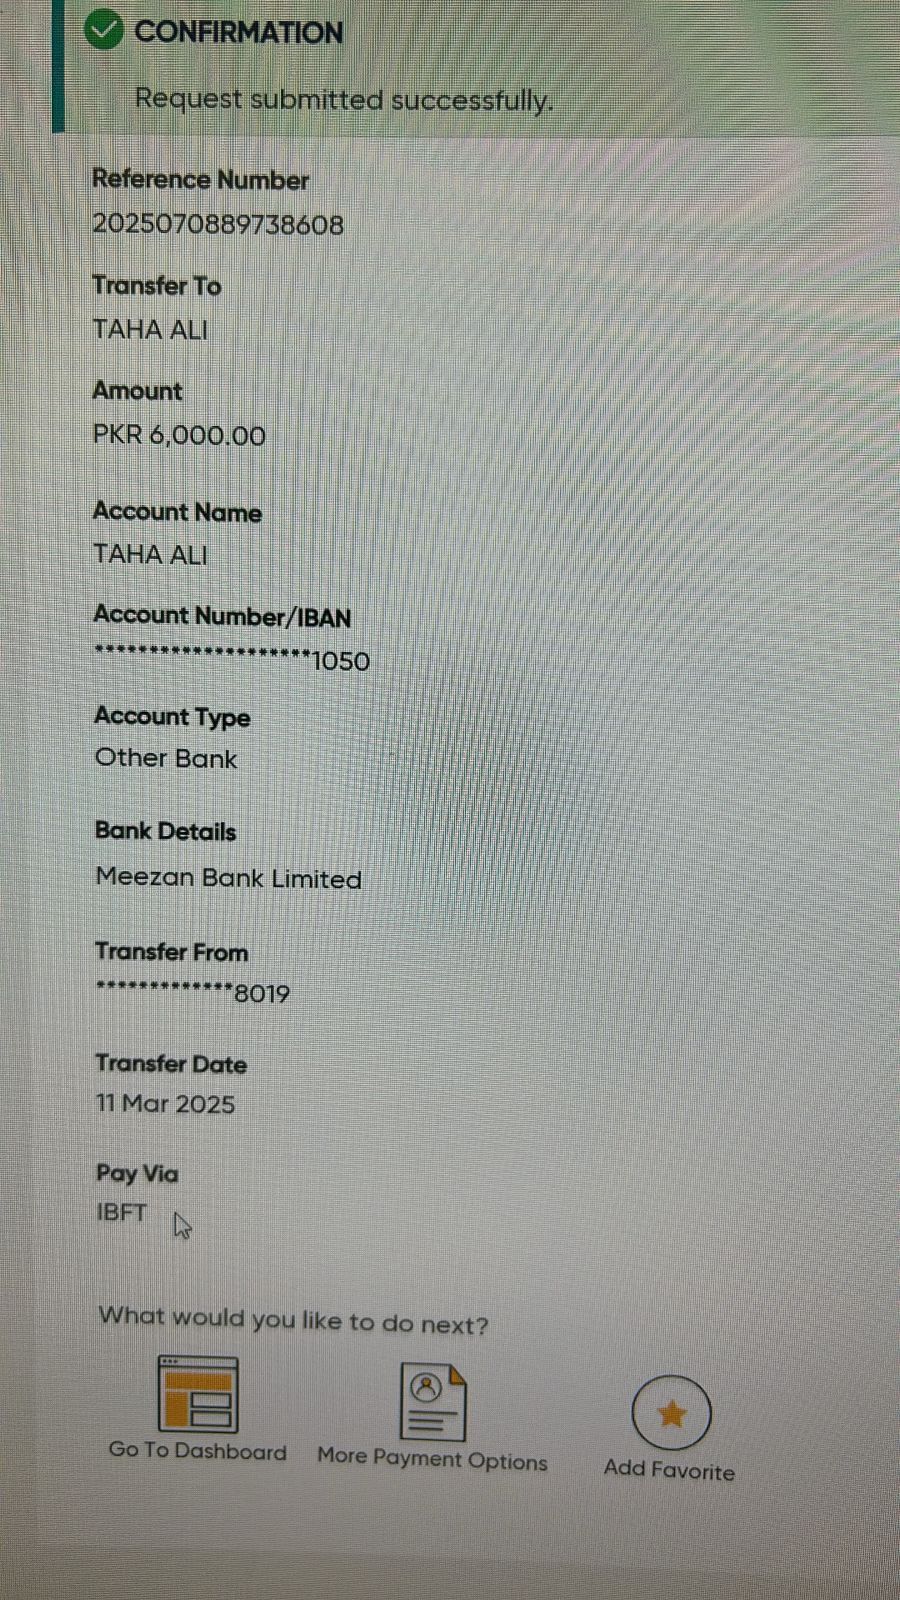 CONFIRMATION
Request submitted successfully.
Reference Number
2025070889738608
Transfer To
TAHA ALI
Amount
PKR 6,000.00
Account Name
TAHA ALI
Account Number/IBAN
********************1050
Account Type
Other Bank
Bank Details
Meezan Bank Limited
Transfer From
*************8019
Transfer Date
11 Mar 2025
Pay Via
IBFT
What would you like to do next?
Go To Dashboard
More Payment Options
Add Favorite